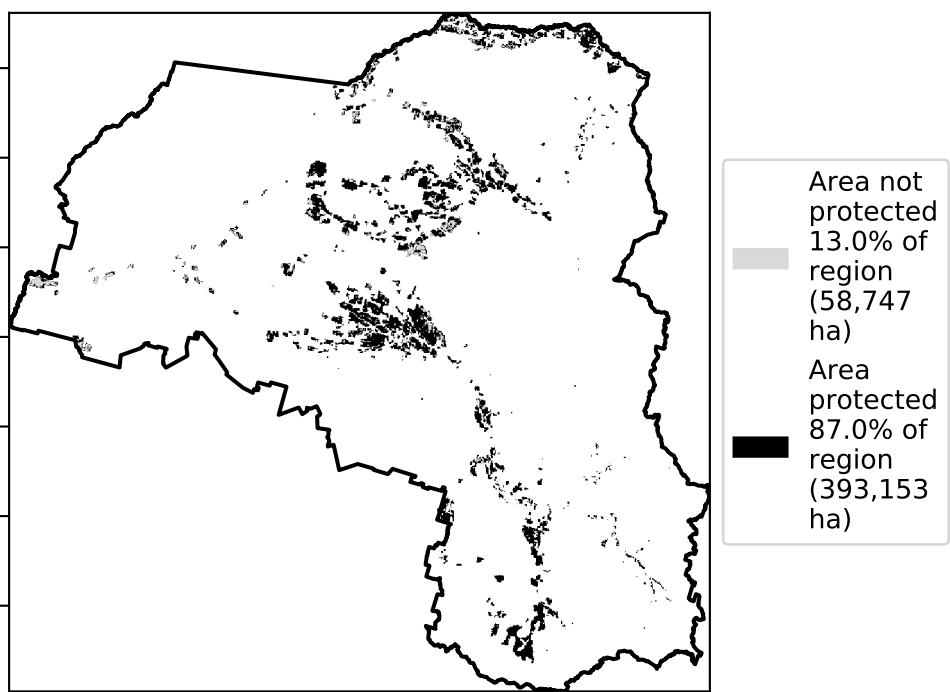 Area not
protected
13.0% of
region
(58,747
ha)
Area
protected
87.0% of
region
(393,153
ha)